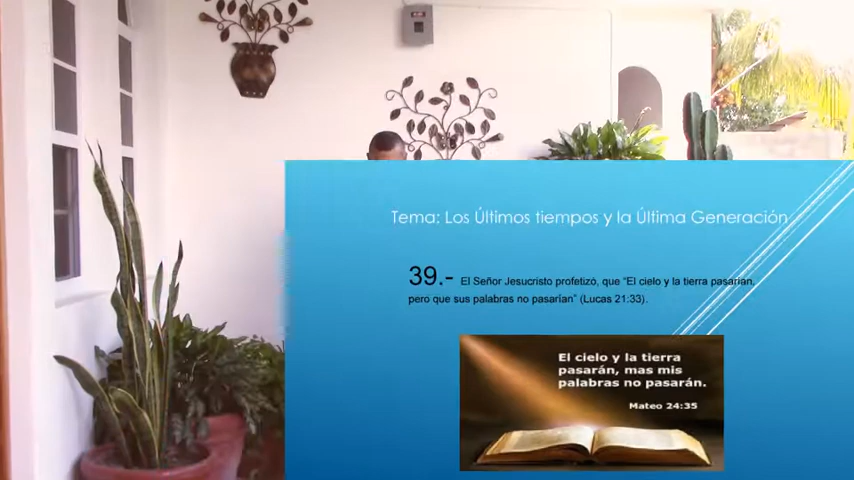 Tema: Los Últimos tiempos y la Última Generación
39.- El Señor Jesucristo profetizó, que “El cielo y la tierra pasarían,
pero que sus palabras no pasarían” (Lucas 21:33).
El cielo y la tierra
pasarán, mas mis
palabras no pasarán.
Mateo 24:35